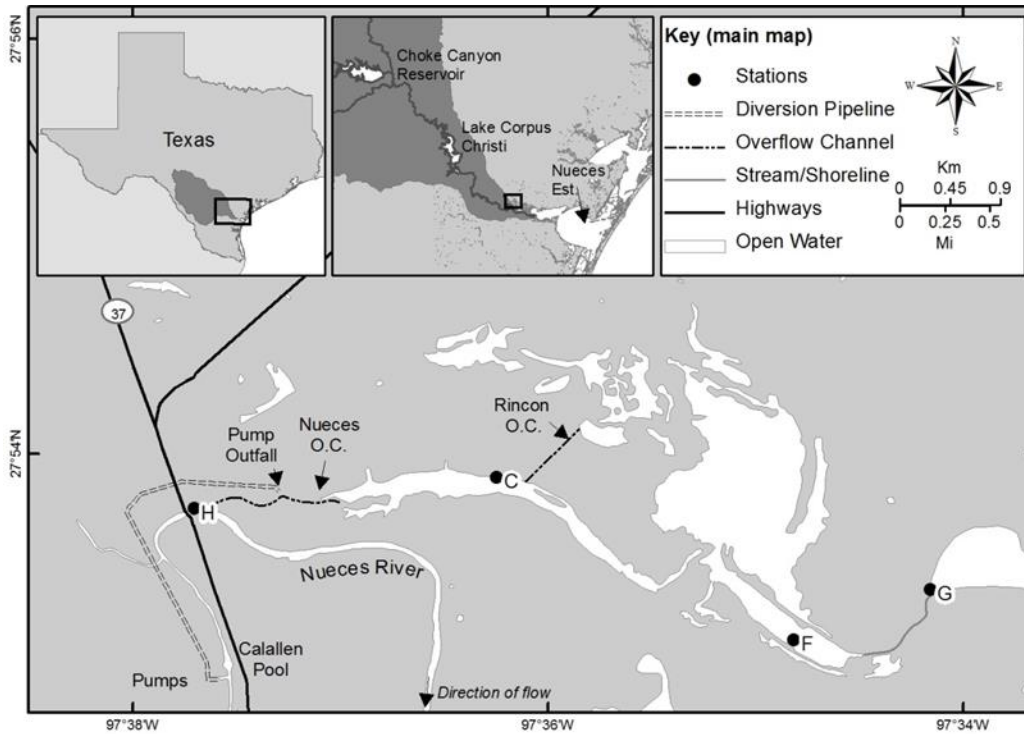 27°56'N
Texas
Choke Canyon
Reservoir
Lake Corpus
Christi
Nueces
Est.
Key (main map)
Stations
Diversion Pipeline
Overflow Channel
Stream/Shoreline
Highways
Open Water
N
W
E
S
Km
0 0.45 0.9
0 0.25 0.5
Mi
37
27°54'N
Pump
Outfall
Nueces
O.C.
Rincon
O.C.
C
H
Nueces River
G
F
Calallen
Pool
Pumps
Direction of flow
97°38'W
97°36'W
97°34'W